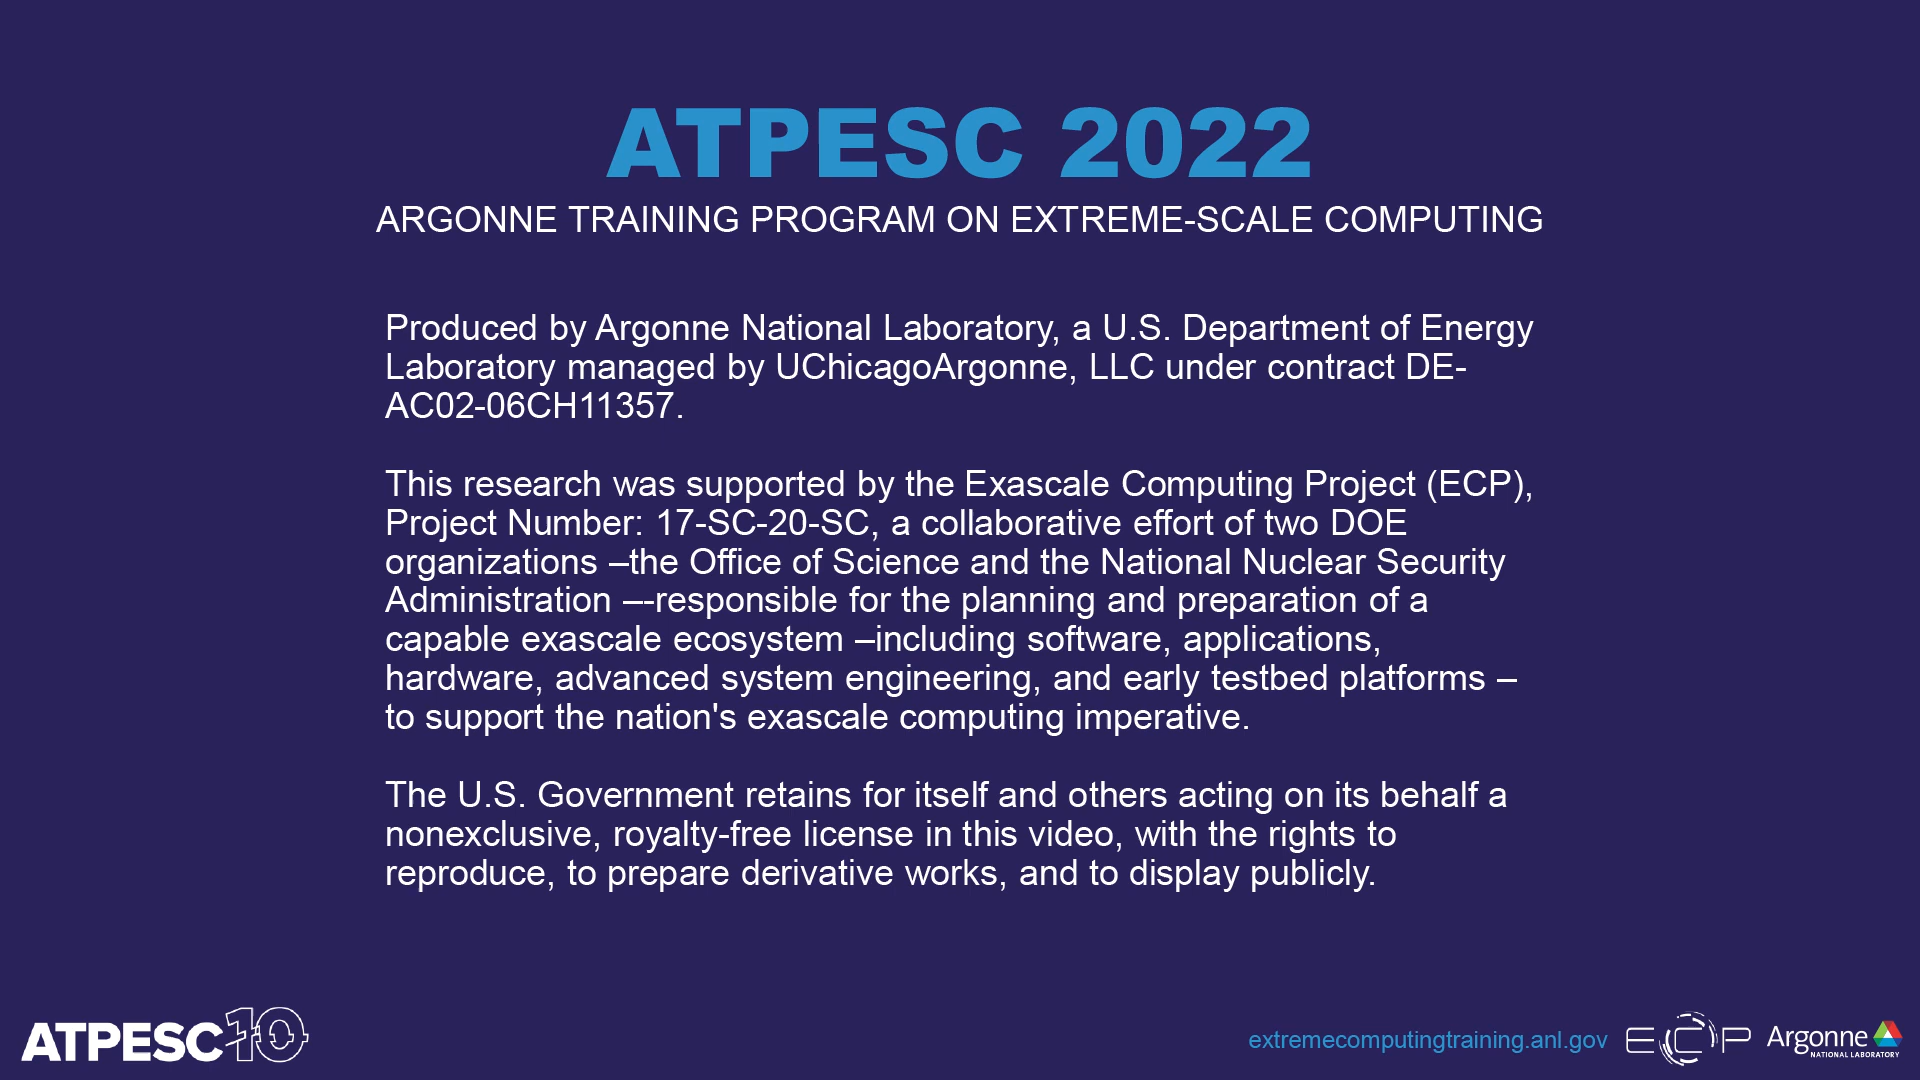 ATPESC 2022
ARGONNE TRAINING PROGRAM ON EXTREME-SCALE COMPUTING
Produced by Argonne National Laboratory, a U.S. Department of Energy
Laboratory managed by UChicagoArgonne, LLC under contract DE-
AC02-06CH11357.
This research was supported by the Exascale Computing Project (ECP),
Project Number: 17-SC-20-SC, a collaborative effort of two DOE
organizations –the Office of Science and the National Nuclear Security
Administration –-responsible for the planning and preparation of a
capable exascale ecosystem –including software, applications,
hardware, advanced system engineering, and early testbed platforms –
to support the nation's exascale computing imperative.
The U.S. Government retains for itself and others acting on its behalf a
nonexclusive, royalty-free license in this video, with the rights to
reproduce, to prepare derivative works, and to display publicly.
ATPESC10
extremecomputingtraining.anl.gov
ECP
Argonne
NATIONAL LABORATORY